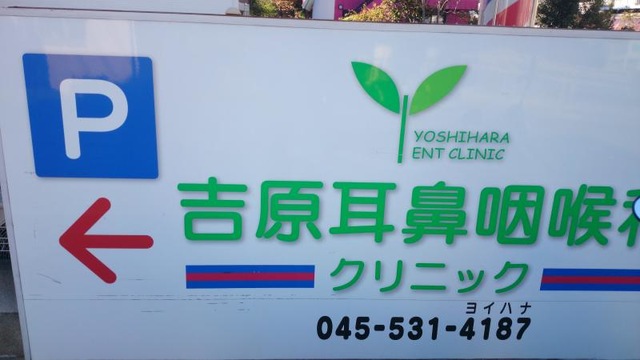 P
YOSHIHARA
ENT CLINIC
吉原耳鼻咽喉科
クリニック
ヨイハナ
045-531-4187